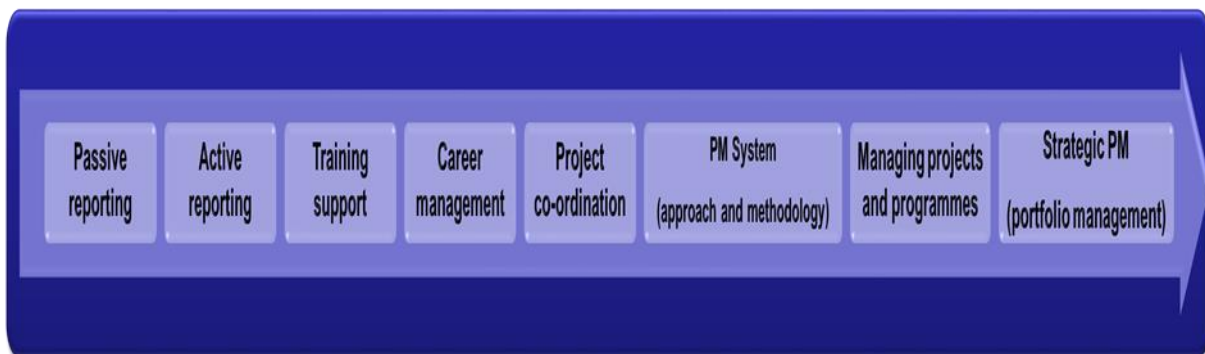 Passive
reporting
Active
reporting
Training
support
Career
management
Project
co-ordination
PM System
(approach and methodology)
Managing projects
and programmes
Strategic PM
(portfolio management)